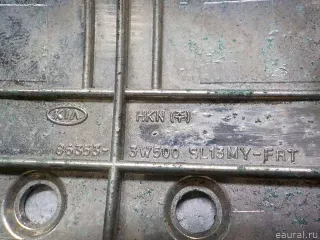 KIA HKN (주)
86353- 3W500 SL13MY-FRT
eaural.ru